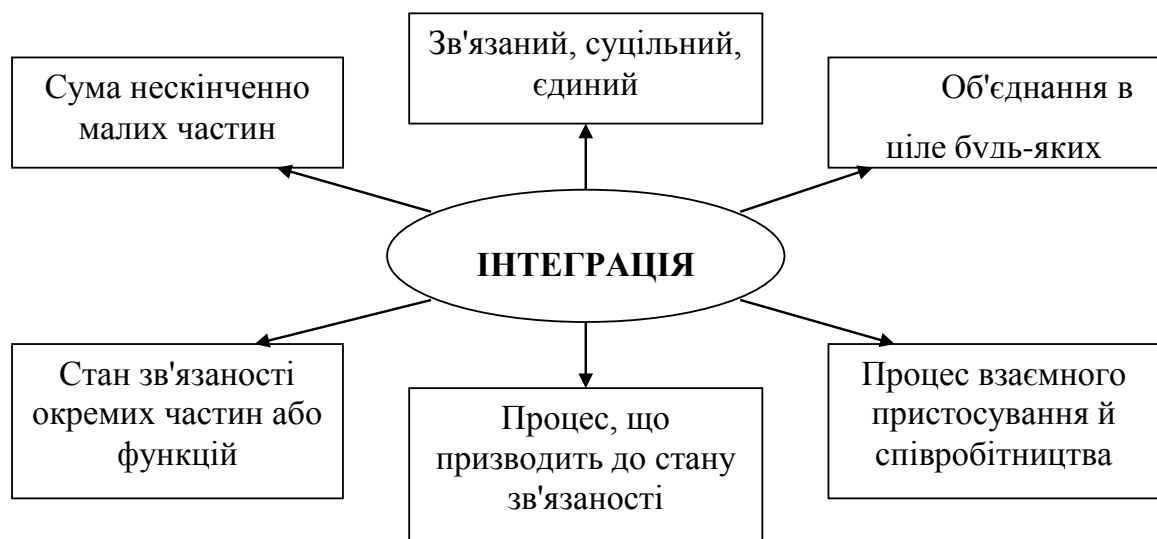 Зв'язаний, суцільний,
єдиний
Сума нескінченно
малих частин
Об'єднання в
ціле будь-яких
ІНТЕГРАЦІЯ
Стан зв'язаності
окремих частин або
функцій
Процес, що
призводить до стану
зв'язаності
Процес взаємного
пристосування й
співробітництва